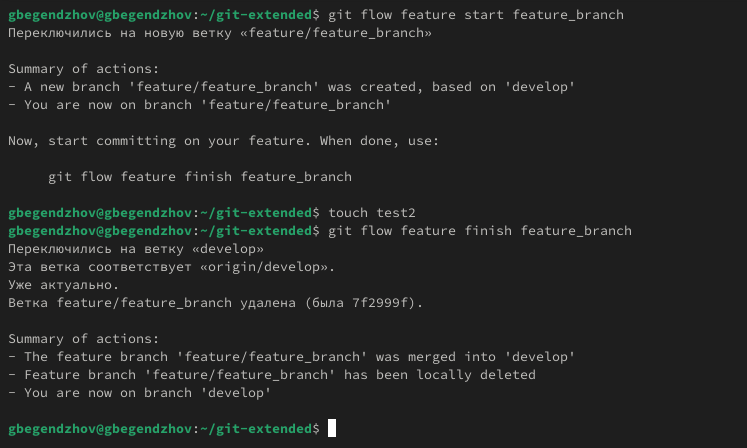 gbegendzhov@gbegendzhov:~/git-extended$ git flow feature start feature_branch
Переключились на новую ветку «feature/feature_branch»
Summary of actions:
- A new branch 'feature/feature_branch' was created, based on 'develop'
- You are now on branch 'feature/feature_branch'
Now, start committing on your feature. When done, use:
git flow feature finish feature_branch
gbegendzhov@gbegendzhov:~/git-extended$ touch test2
gbegendzhov@gbegendzhov:~/git-extended$ git flow feature finish feature_branch
Переключились на ветку «develop»
Эта ветка соответствует «origin/develop».
Уже актуально.
Ветка feature/feature_branch удалена (была 7f2999f).
Summary of actions:
- The feature branch 'feature/feature_branch' was merged into 'develop'
- Feature branch 'feature/feature_branch' has been locally deleted
- You are now on branch 'develop'
gbegendzhov@gbegendzhov:~/git-extended$